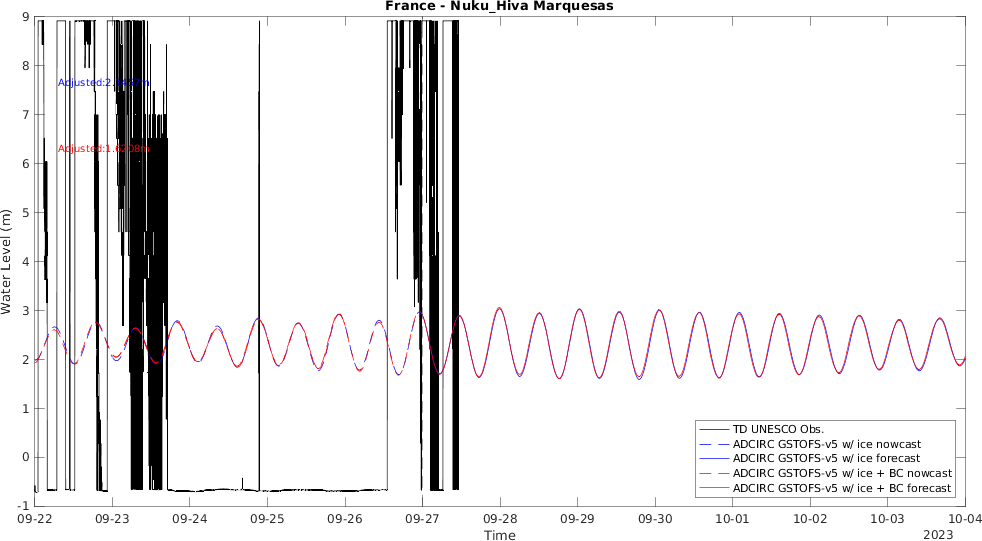 France - Nuku_Hiva Marquesas
Water Level (m)
9
8
7
6
5
4
3
2
1
0
-1
TD UNESCO Obs.
ADCIRC GSTOFS-v5 w/ ice nowcast
ADCIRC GSTOFS-v5 w/ ice forecast
ADCIRC GSTOFS-v5 w/ ice + BC nowcast
ADCIRC GSTOFS-v5 w/ ice + BC forecast
09-22 09-23 09-24 09-25 09-26 09-27 09-28 09-29 09-30 10-01 10-02 10-03 10-04
Time
2023